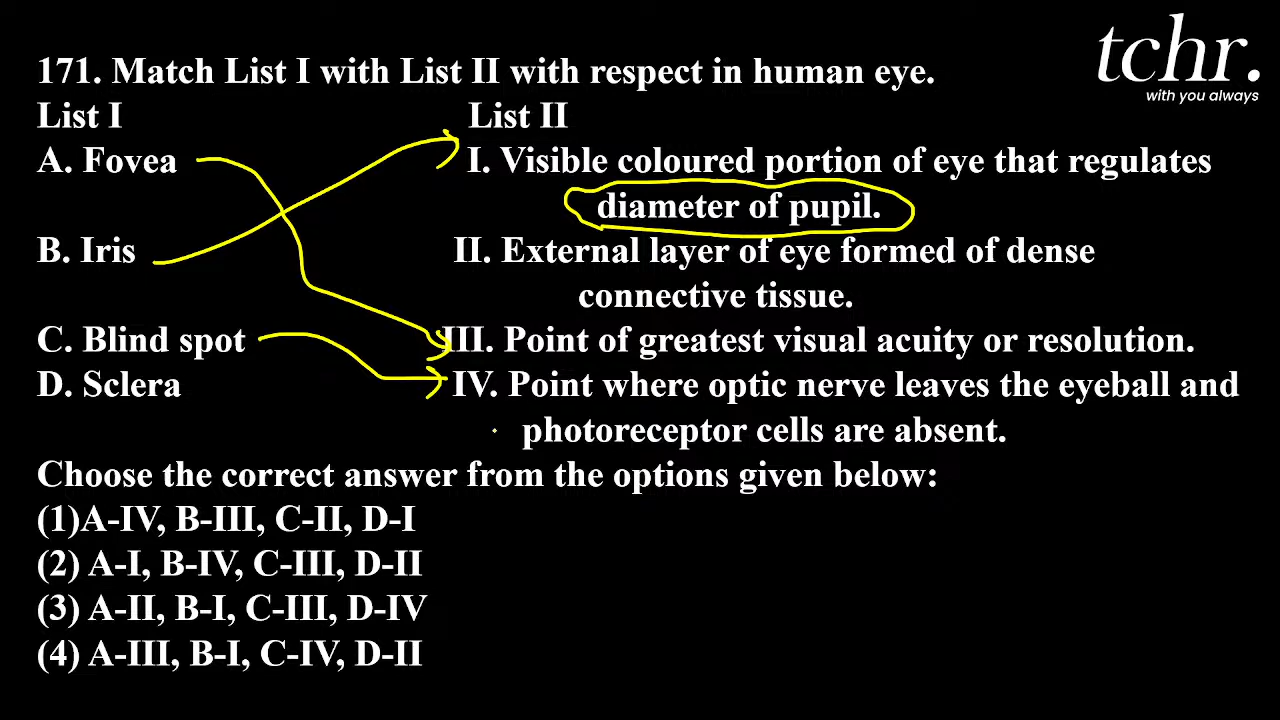 tchr.
with you always
171. Match List I with List II with respect in human eye.
List I List II
A. Fovea I. Visible coloured portion of eye that regulates
diameter of pupil.
B. Iris II. External layer of eye formed of dense
connective tissue.
C. Blind spot III. Point of greatest visual acuity or resolution.
D. Sclera IV. Point where optic nerve leaves the eyeball and
photoreceptor cells are absent.
Choose the correct answer from the options given below:
(1)A-IV, B-III, C-II, D-I
(2) A-I, B-IV, C-III, D-II
(3) A-II, B-I, C-III, D-IV
(4) A-III, B-I, C-IV, D-II